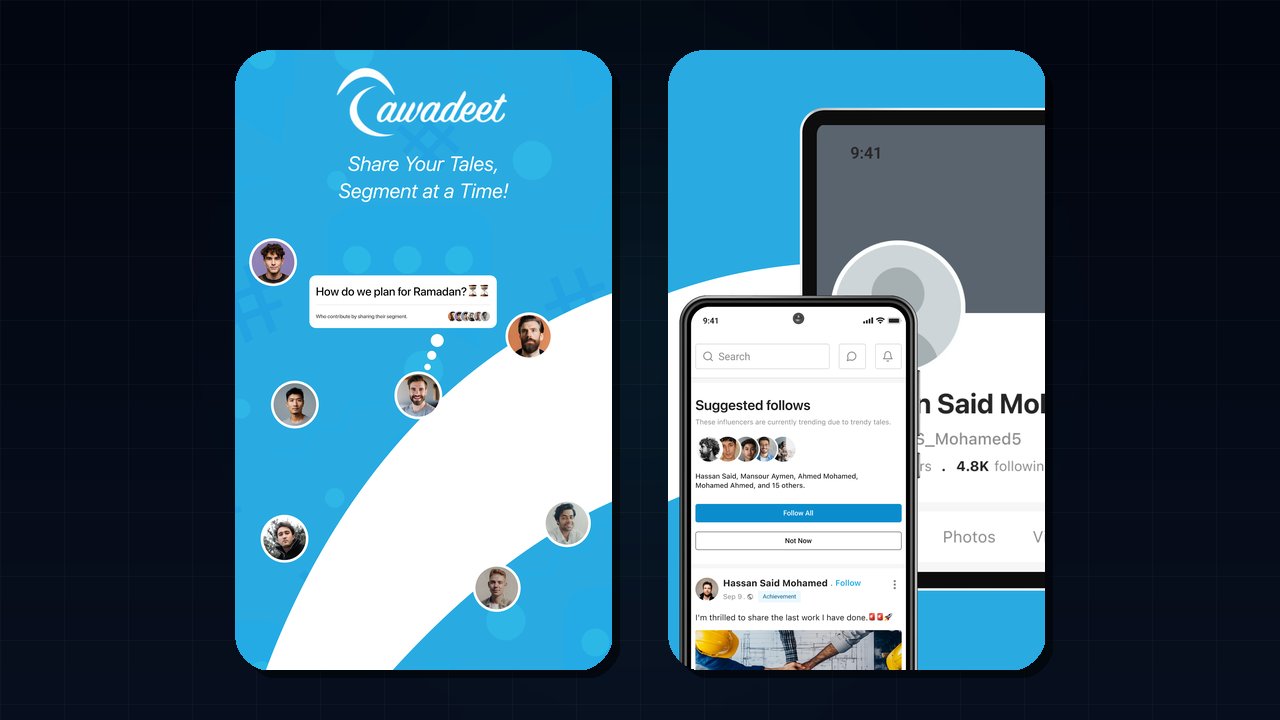 Cawadeet
Share Your Tales,
Segment at a Time!
How do we plan for Ramadan?⏳⏳
Who contribute by sharing their segment.
9:41
9:41
Search
Suggested follows
These influencers are currently trending due to trendy tales.
Hassan Said, Mansour Aymen, Ahmed Mohamed,
Mohamed Ahmed, and 15 others.
Follow All
Not Now
Hassan Said Mohamed . Follow
Sep 9 .
Achievement
I'm thrilled to share the last work I have done.🚨🚨🚀
n Said Mo
S_Mohamed5
rs . 4.8K followin
Photos V